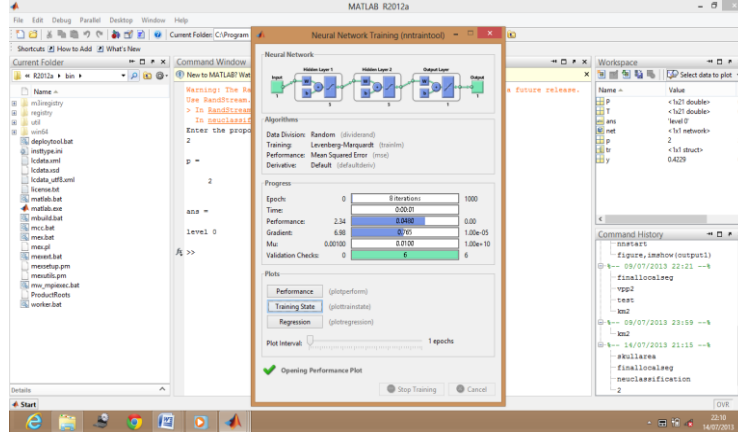 MATLAB R2012a
File Edit Debug Parallel Desktop Window Help
Current Folder: C:\Program
Shortcuts How to Add What's New
Current Folder
« R2012a ▸ bin ▸
Name
m3iregistry
registry
util
win64
deploytool.bat
insttype.ini
lcdata.xml
lcdata.xsd
lcdata_utf8.xml
license.txt
matlab.bat
matlab.exe
mbuild.bat
mcc.bat
mex.bat
mex.pl
mexext.bat
mexsetup.pm
mexutils.pm
mw_mpiexec.bat
ProductRoots
worker.bat
Details
Start
Command Window
New to MATLAB? Wat
Warning: The Ra
Use RandStream.
> In RandStream
In neuclassif
Enter the propo
2
p =
2
ans =
level 0
fx >>
a future release.
Neural Network Training (nntraintool)
Neural Network
Hidden Layer 1
Hidden Layer 2
Output Layer
Input
Output
1
5
5
1
1
Algorithms
Data Division: Random (dividerand)
Training: Levenberg-Marquardt (trainlm)
Performance: Mean Squared Error (mse)
Derivative: Default (defaultderiv)
Progress
Epoch: 0 8 iterations 1000
Time: 0:00:01
Performance: 2.34 0.0480 0.00
Gradient: 6.98 0.765 1.00e-05
Mu: 0.00100 0.0100 1.00e+10
Validation Checks: 0 6 6
Plots
Performance (plotperform)
Training State (plottrainstate)
Regression (plotregression)
Plot Interval: 1 epochs
Opening Performance Plot
Stop Training
Cancel
Workspace
Select data to plot
Name Value
P <1x21 double>
T <1x21 double>
ans 'level 0'
net <1x1 network>
p 2
tr <1x1 struct>
y 0.4229
Command History
nnstart
figure,imshow(output1)
%-- 09/07/2013 22:21 --%
finallocalseg
vpp2
test
km2
%-- 09/07/2013 23:59 --%
km2
%-- 14/07/2013 21:15 --%
skullarea
finallocalseg
neuclassification
2
OVR
22:10
14/07/2013